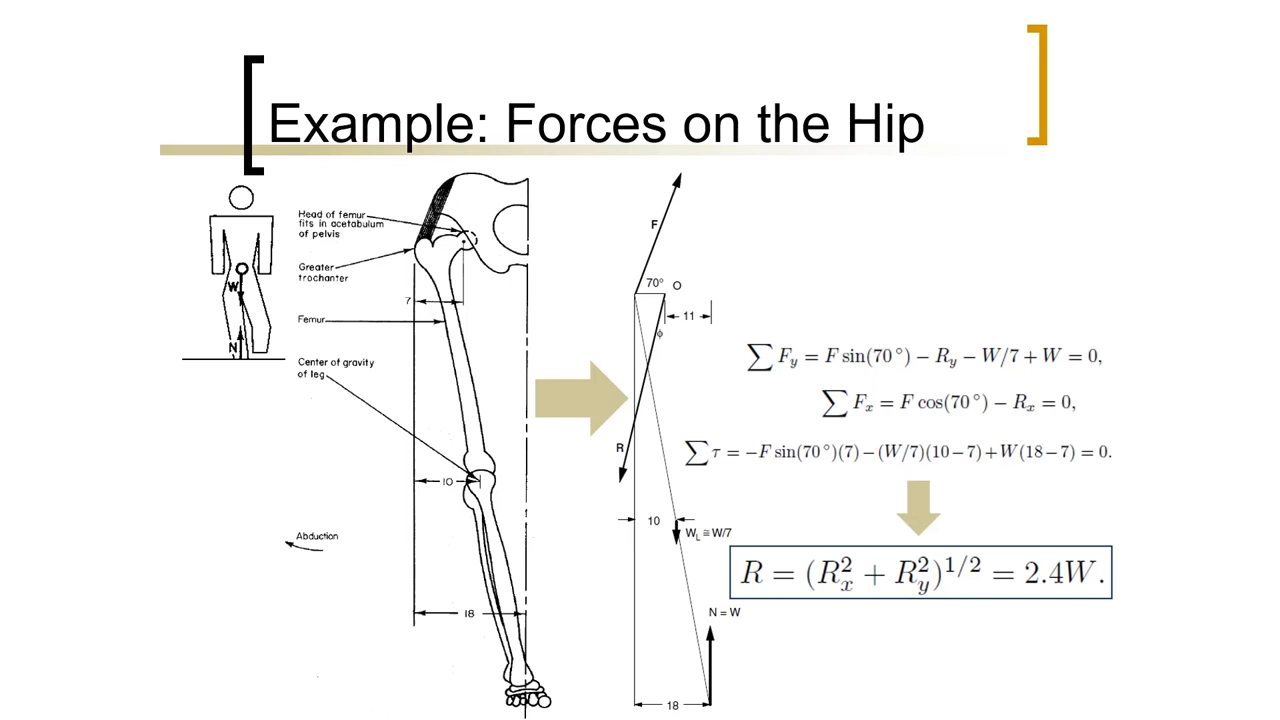 Example: Forces on the Hip
W
N
Head of femur
fits in acetabulum
of pelvis
Greater
trochanter
7
Femur
Center of gravity
of leg
10
Abduction
18
F
70° O
11
ϕ
R
10
W_L ≅ W/7
N = W
18
∑ F_y = F sin(70°) − R_y − W/7 + W = 0,
∑ F_x = F cos(70°) − R_x = 0,
∑ τ = −F sin(70°)(7) − (W/7)(10 − 7) + W(18 − 7) = 0.
R = (R_x^2 + R_y^2)^{1/2} = 2.4W.